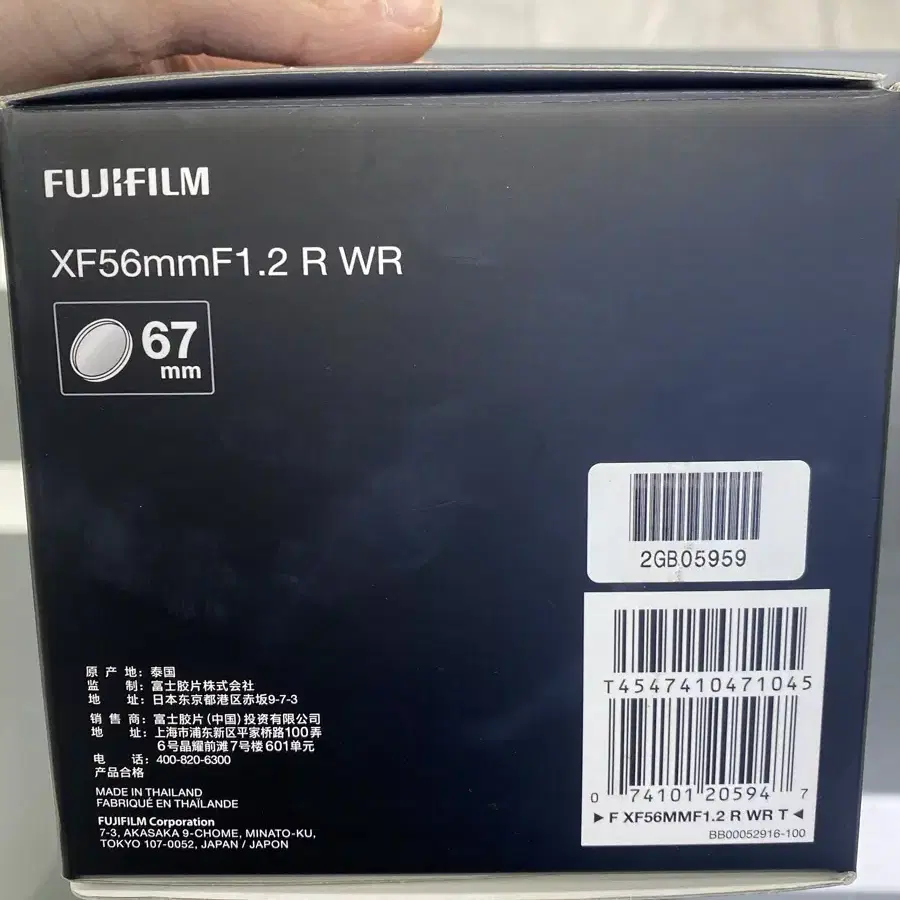 FUJIFILM
XF56mmF1.2 R WR
67
mm
2GB05959
T4547410471045
0 74101 20594 7
►F XF56MMF1.2 R WR T◄
BB00052916-100
原 产 地：泰国
监 制：富士胶片株式会社
地 址：日本东京都港区赤坂9-7-3
销 售 商：富士胶片（中国）投资有限公司
地 址：上海市浦东新区平家桥路100弄
6号晶耀前滩7号楼601单元
电 话：400-820-6300
产品合格
MADE IN THAILAND
FABRIQUÉ EN THAÏLANDE
FUJIFILM Corporation
7-3, AKASAKA 9-CHOME, MINATO-KU,
TOKYO 107-0052, JAPAN / JAPON